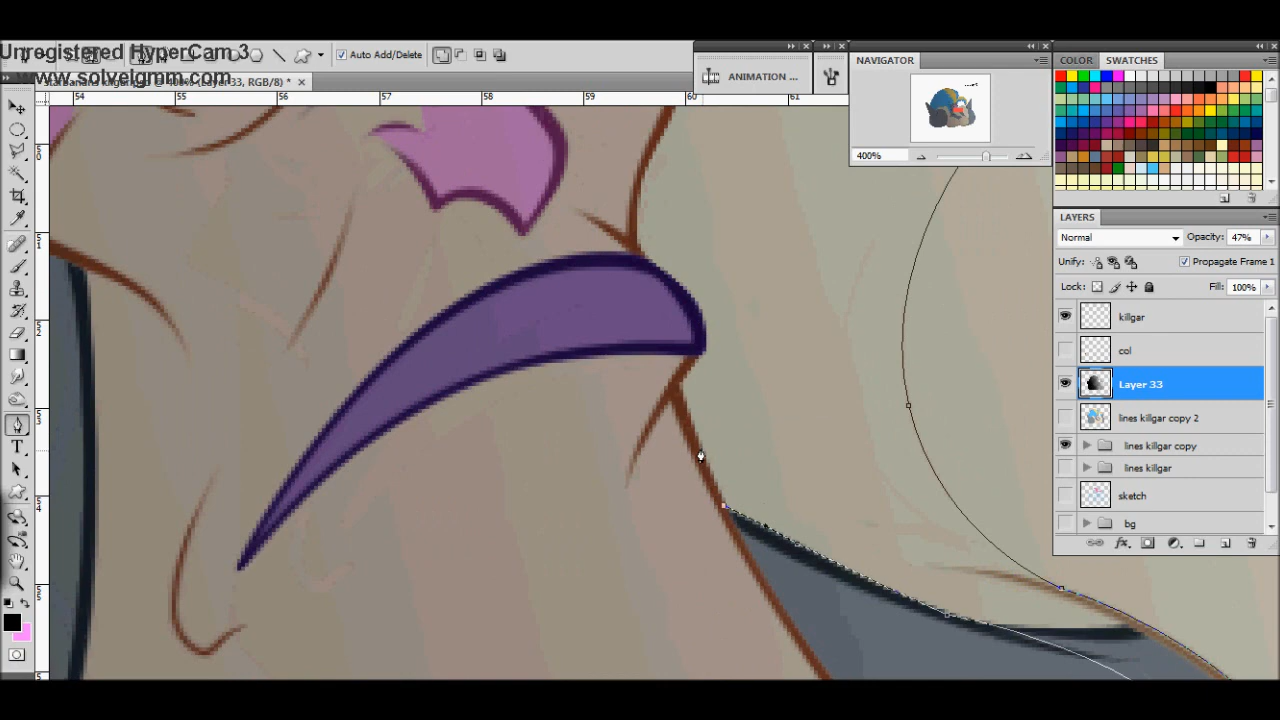 Unregistered HyperCam 3
www.solveigmm.com
Auto Add/Delete
ANIMATION ...
NAVIGATOR
400%
COLOR SWATCHES
54 55 56 57 58 59 60 61
LAYERS
Normal Opacity: 47%
Unify: Propagate Frame 1
Lock: Fill: 100%
killgar
col
Layer 33
lines killgar copy 2
lines killgar copy
lines killgar
sketch
bg